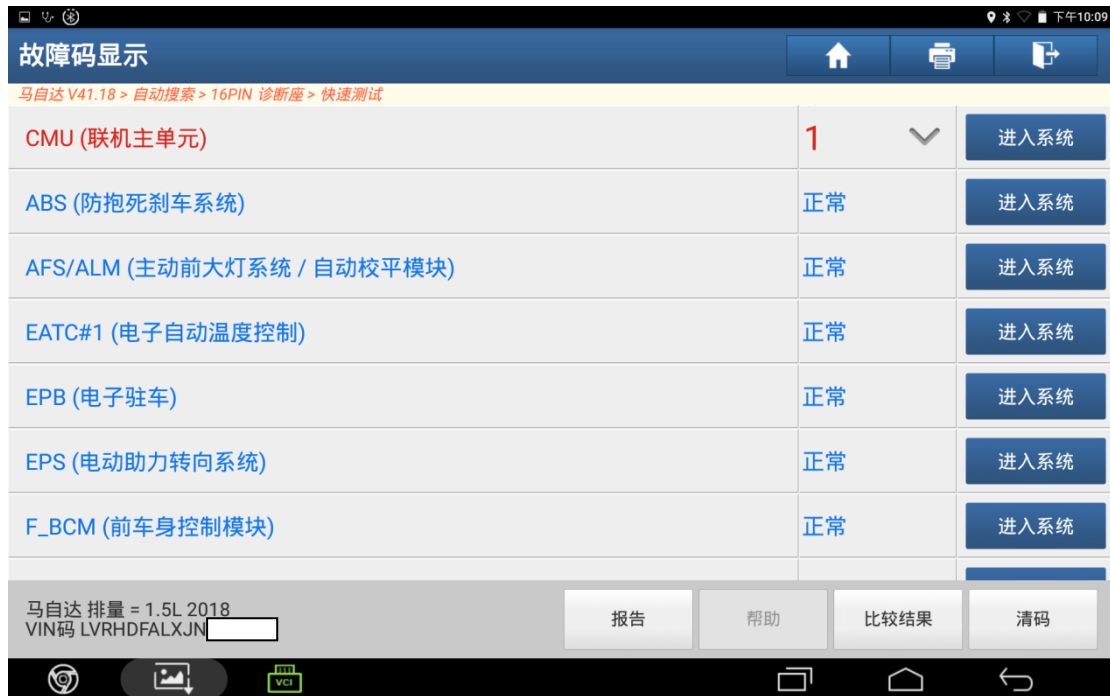 下午10:09
故障码显示
马自达 V41.18 > 自动搜索 > 16PIN 诊断座 > 快速测试
CMU (联机主单元) 1 进入系统
ABS (防抱死刹车系统) 正常 进入系统
AFS/ALM (主动前大灯系统 / 自动校平模块) 正常 进入系统
EATC#1 (电子自动温度控制) 正常 进入系统
EPB (电子驻车) 正常 进入系统
EPS (电动助力转向系统) 正常 进入系统
F_BCM (前车身控制模块) 正常 进入系统
马自达 排量 = 1.5L 2018
VIN码 LVRHDFALXJN
报告 帮助 比较结果 清码
VCI